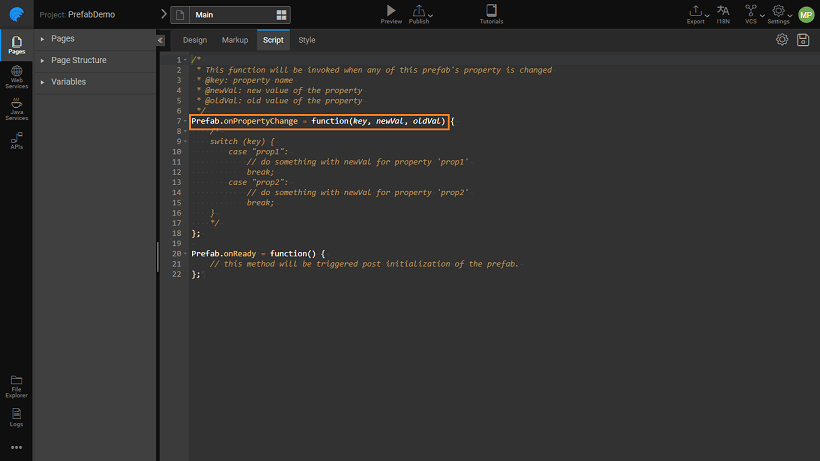 Project: PrefabDemo
Main
Preview
Publish
Tutorials
Export
I18N
VCS
Settings
MP
Pages
Web
Services
Java
Services
APIs
File
Explorer
Logs
Pages
Page Structure
Variables
Design
Markup
Script
Style
1 /*
2 * This function will be invoked when any of this prefab's property is changed
3 * @key: property name
4 * @newVal: new value of the property
5 * @oldVal: old value of the property
6 */
7 Prefab.onPropertyChange = function(key, newVal, oldVal) {
8 /*
9 switch (key) {
10 case "prop1":
11 // do something with newVal for property 'prop1'
12 break;
13 case "prop2":
14 // do something with newVal for property 'prop2'
15 break;
16 }
17 */
18 };
19
20 Prefab.onReady = function() {
21 // this method will be triggered post initialization of the prefab.
22 };